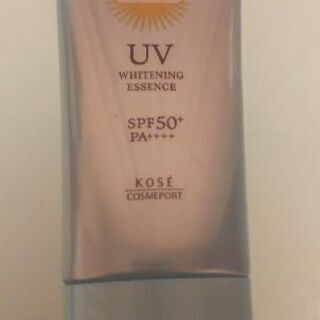 UV
WHITENING
ESSENCE
SPF50+
PA++++
KOSÉ
COSMEPORT